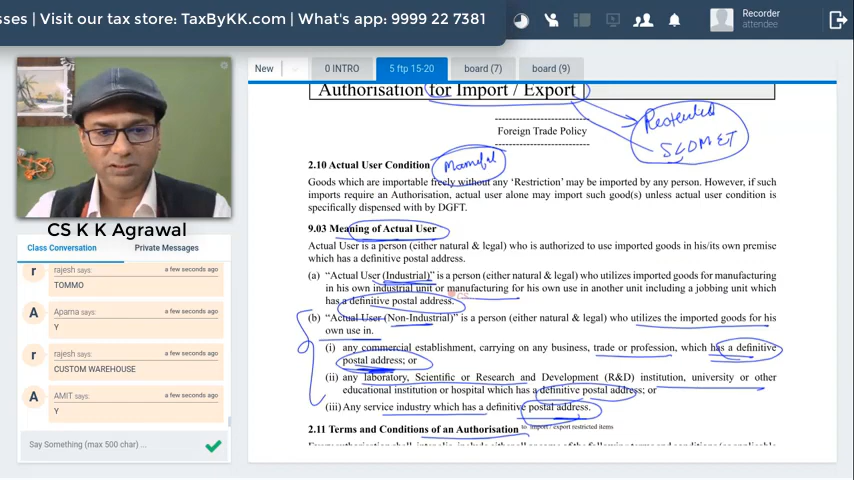 sses | Visit our tax store: TaxByKK.com | What's app: 9999 22 7381
Recorder
attendee
New
0 INTRO
5 ftp 15-20
board (7)
board (9)
CS K K Agrawal
Class Conversation
Private Messages
r
rajesh says:
a few seconds ago
TOMMO
A
Aparna says:
a few seconds ago
Y
r
rajesh says:
a few seconds ago
CUSTOM WAREHOUSE
A
AMIT says:
a few seconds ago
Y
Say Something (max 500 char) ...
Authorisation for Import / Export
Restricted
SCOMET
Foreign Trade Policy
2.10 Actual User Condition
Goods which are importable freely without any ‘Restriction’ may be imported by any person. However, if such
imports require an Authorisation, actual user alone may import such good(s) unless actual user condition is
specifically dispensed with by DGFT.
9.03 Meaning of Actual User
Actual User is a person (either natural & legal) who is authorized to use imported goods in his/its own premise
which has a definitive postal address.
(a) “Actual User (Industrial)” is a person (either natural & legal) who utilizes imported goods for manufacturing
in his own industrial unit or manufacturing for his own use in another unit including a jobbing unit which
has a definitive postal address.
CS
(b) “Actual User (Non-Industrial)” is a person (either natural & legal) who utilizes the imported goods for his
own use in.
(i) any commercial establishment, carrying on any business, trade or profession, which has a definitive
postal address; or
(ii) any laboratory, Scientific or Research and Development (R&D) institution, university or other
educational institution or hospital which has a definitive postal address; or
(iii) Any service industry which has a definitive postal address.
2.11 Terms and Conditions of an Authorisation to import / export restricted items